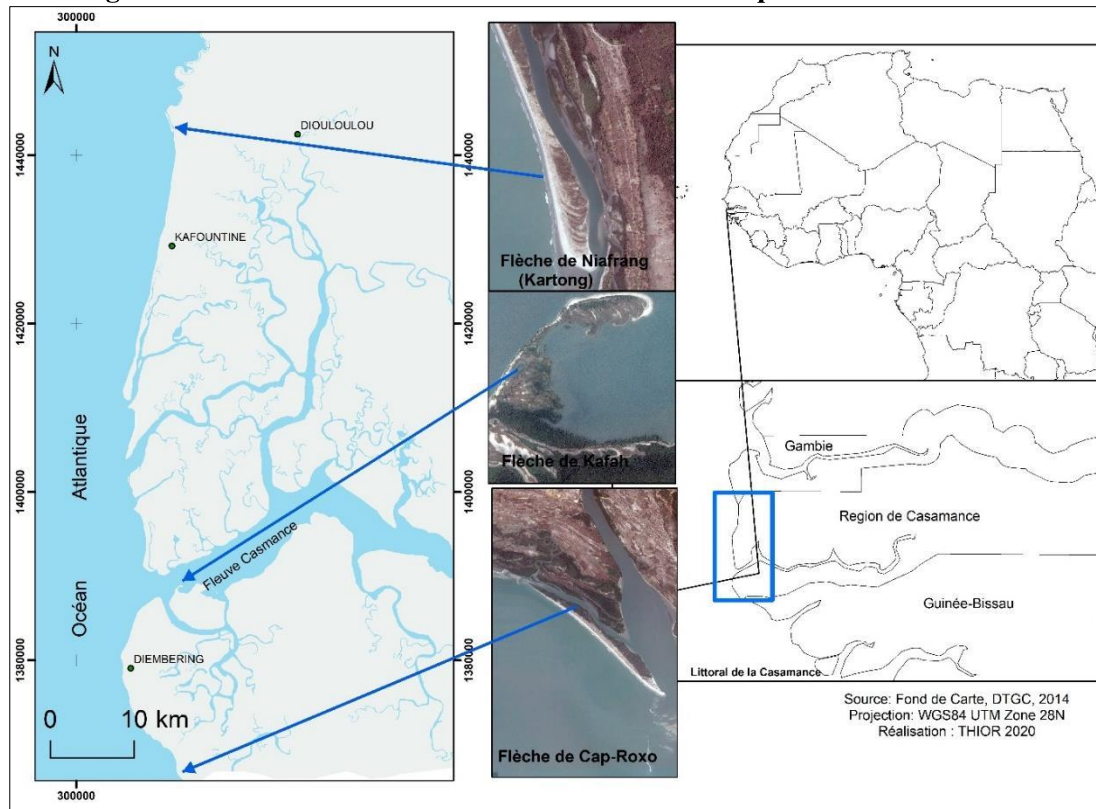 300000
N
DIOULOULOU
1440000
1440000
KAFOUNTINE
1420000
1420000
Atlantique
1400000
1400000
Fleuve Casmance
Océan
DIEMBERING
1380000
1380000
0 10 km
300000
Flèche de Niafrang
(Kartong)
Flèche de Kafah
Flèche de Cap-Roxo
Gambie
Region de Casamance
Guinée-Bissau
Littoral de la Casamance
Source: Fond de Carte, DTGC, 2014
Projection: WGS84 UTM Zone 28N
Réalisation : THIOR 2020